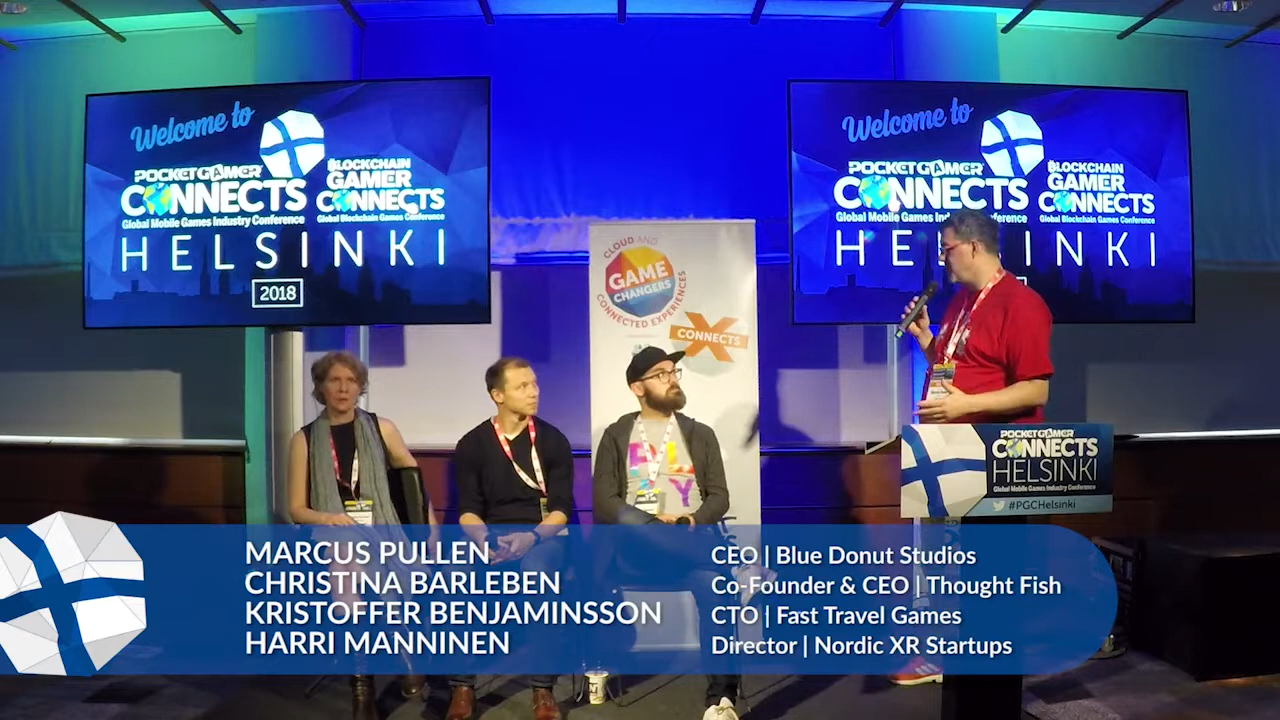 Welcome to
POCKET GAMER
CONNECTS
Global Mobile Games Industry Conference
BLOCKCHAIN
GAMER
CONNECTS
Global Blockchain Games Conference
HELSINKI
2018
Welcome to
POCKET GAMER
CONNECTS
Global Mobile Games Industry Conference
BLOCKCHAIN
GAMER
CONNECTS
Global Blockchain Games Conference
HEL INKI
CLOUD AND
GAME
CHANGERS
CONNECTED EXPERIENCES
X
CONNECTS
POCKET GAMER
CONNECTS
HELSINKI
Global Mobile Games Industry Conference
#PGCHelsinki
MARCUS PULLEN CEO | Blue Donut Studios
CHRISTINA BARLEBEN Co-Founder & CEO | Thought Fish
KRISTOFFER BENJAMINSSON CTO | Fast Travel Games
HARRI MANNINEN Director | Nordic XR Startups